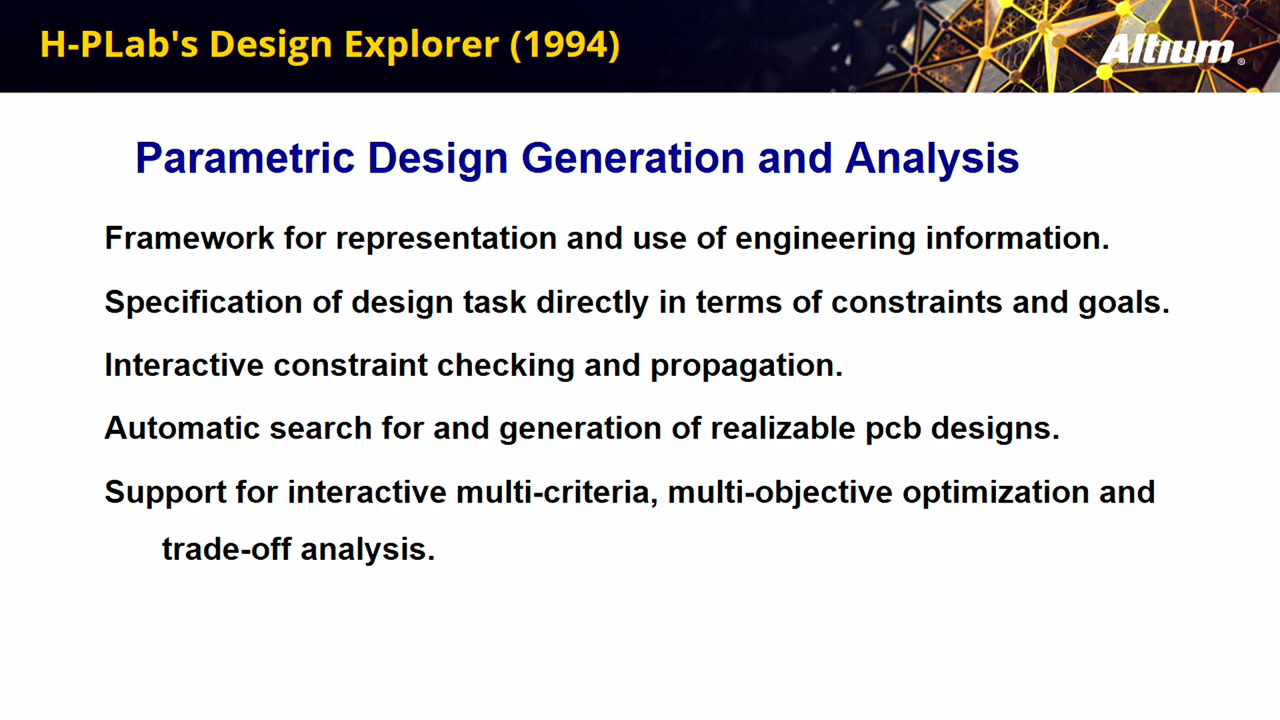 H-PLab's Design Explorer (1994)
Altium®
Parametric Design Generation and Analysis
Framework for representation and use of engineering information.
Specification of design task directly in terms of constraints and goals.
Interactive constraint checking and propagation.
Automatic search for and generation of realizable pcb designs.
Support for interactive multi-criteria, multi-objective optimization and
trade-off analysis.